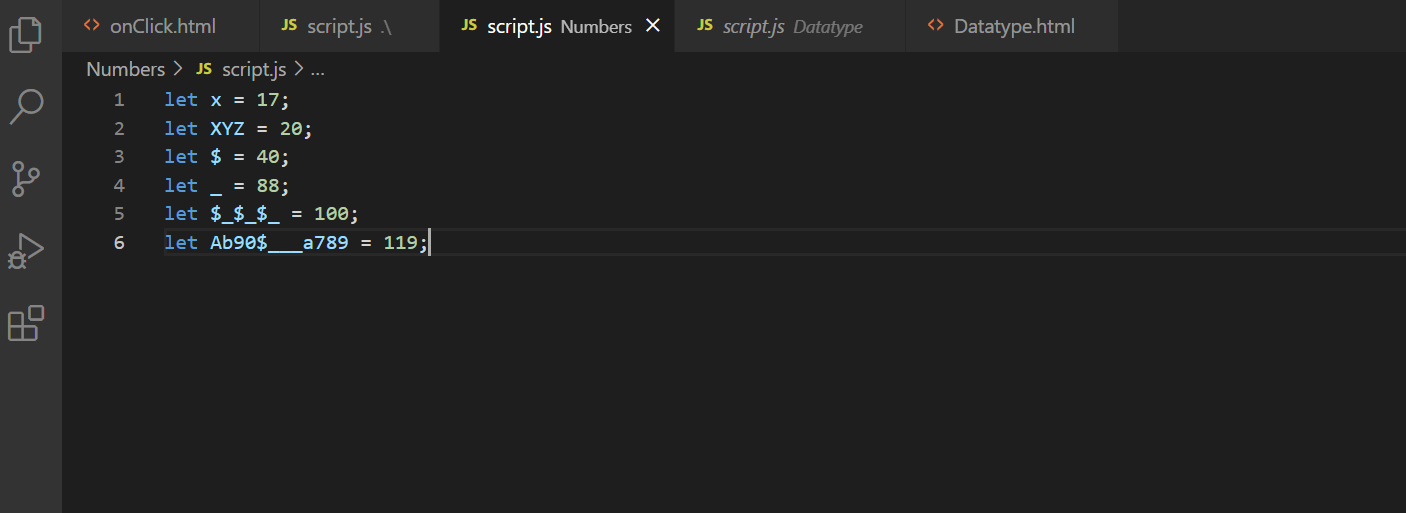 <> onClick.html JS script.js .\ JS script.js Numbers × JS script.js Datatype <> Datatype.html
Numbers > JS script.js > ...
1 let x = 17;
2 let XYZ = 20;
3 let $ = 40;
4 let _ = 88;
5 let $_$_$_ = 100;
6 let Ab90$___a789 = 119;